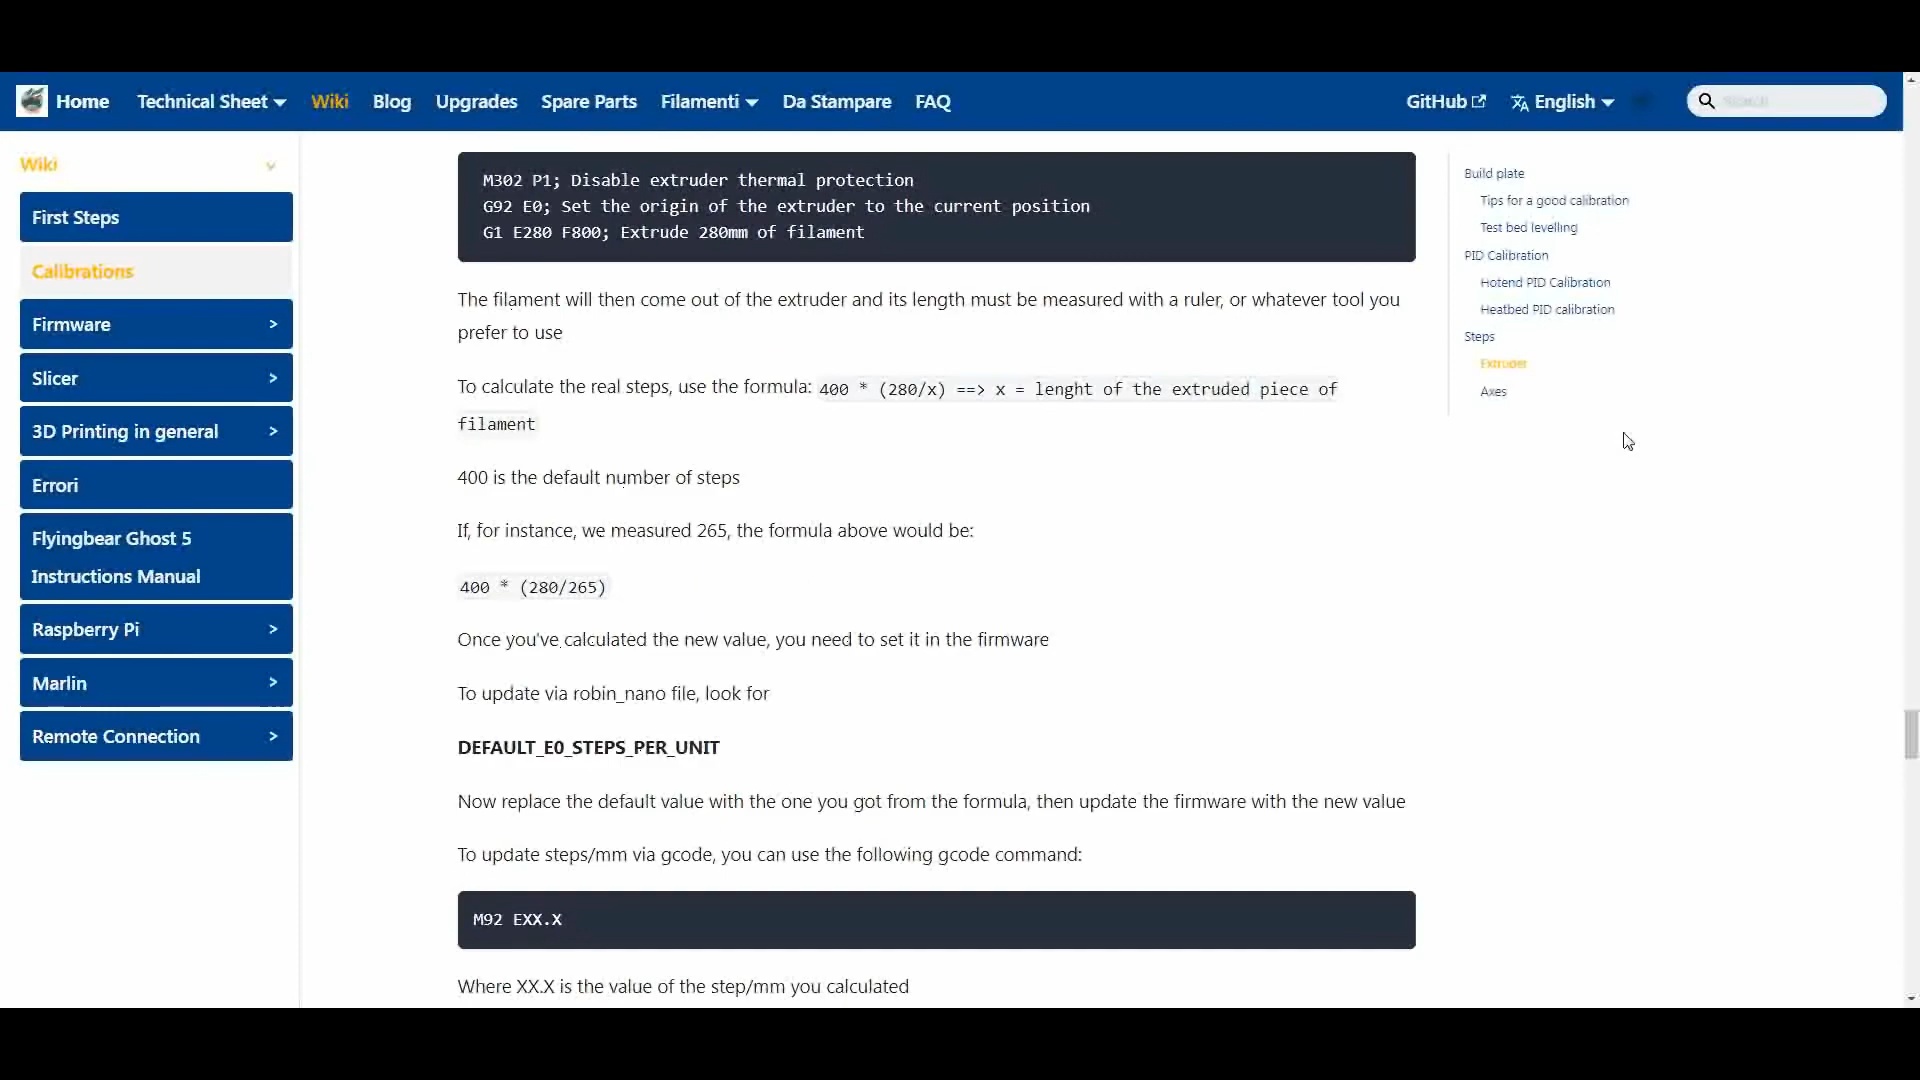 Home Technical Sheet Wiki Blog Upgrades Spare Parts Filamenti Da Stampare FAQ GitHub English Search
Wiki
First Steps
Calibrations
Firmware
Slicer
3D Printing in general
Errori
Flyingbear Ghost 5
Instructions Manual
Raspberry Pi
Marlin
Remote Connection
M302 P1; Disable extruder thermal protection
G92 E0; Set the origin of the extruder to the current position
G1 E280 F800; Extrude 280mm of filament
The filament will then come out of the extruder and its length must be measured with a ruler, or whatever tool you
prefer to use
To calculate the real steps, use the formula: 400 * (280/x) ==> x = lenght of the extruded piece of
filament
400 is the default number of steps
If, for instance, we measured 265, the formula above would be:
400 * (280/265)
Once you've calculated the new value, you need to set it in the firmware
To update via robin_nano file, look for
DEFAULT_E0_STEPS_PER_UNIT
Now replace the default value with the one you got from the formula, then update the firmware with the new value
To update steps/mm via gcode, you can use the following gcode command:
M92 EXX.X
Where XX.X is the value of the step/mm you calculated
Build plate
Tips for a good calibration
Test bed levelling
PID Calibration
Hotend PID Calibration
Heatbed PID calibration
Steps
Extruder
Axes